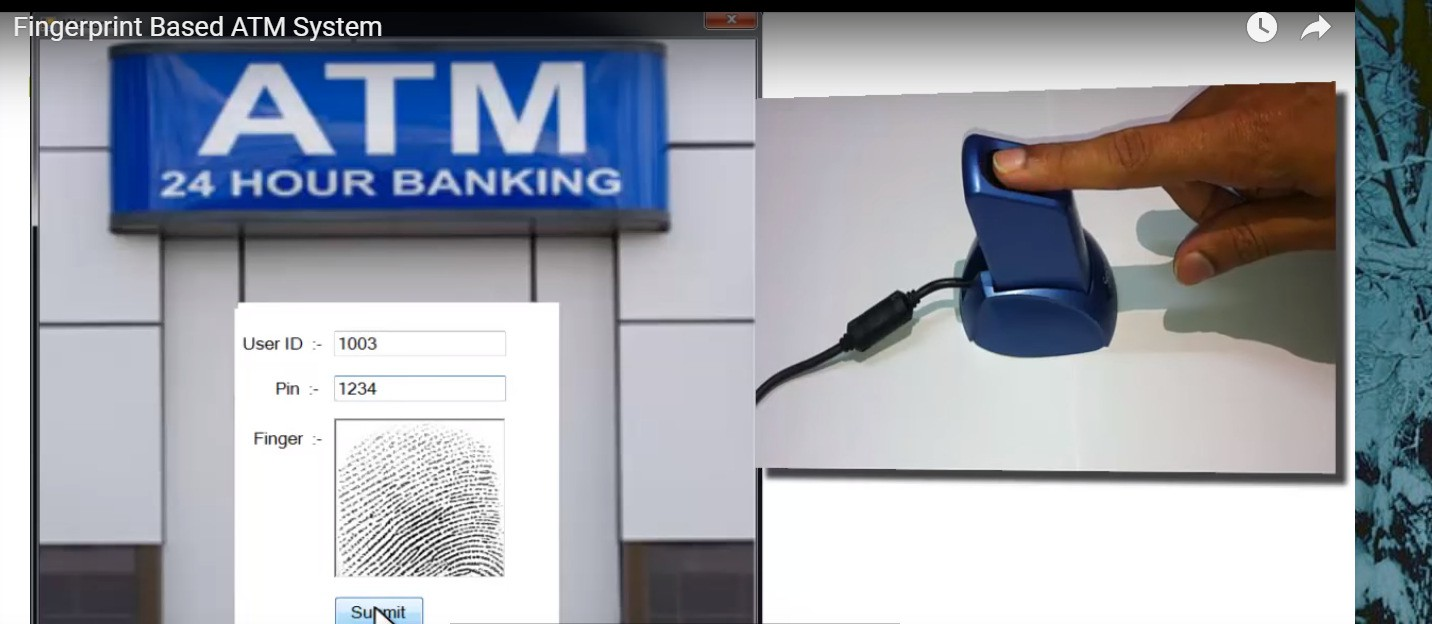 Fingerprint Based ATM System
ATM
24 HOUR BANKING
User ID :- 1003
Pin :- 1234
Finger :-
Submit